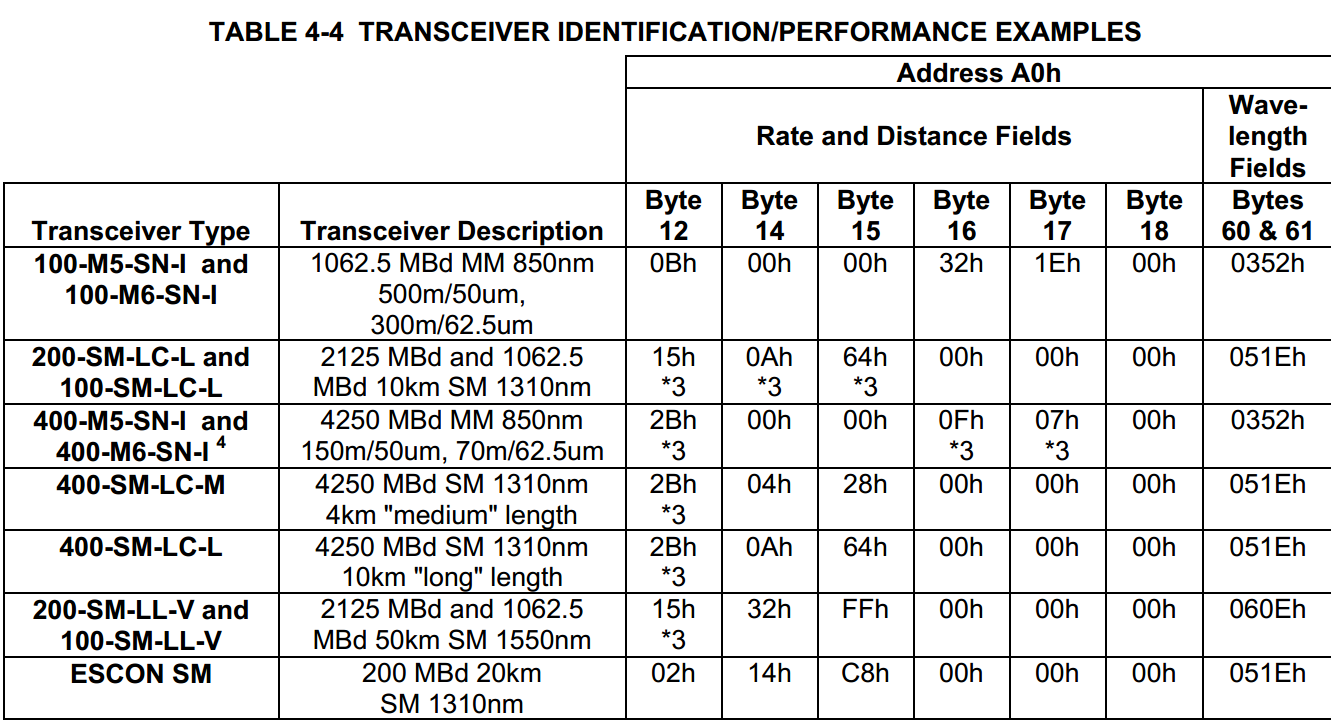 TABLE 4-4 TRANSCEIVER IDENTIFICATION/PERFORMANCE EXAMPLES
Address A0h
Rate and Distance Fields
Wave-
length
Fields
Transceiver Type
Transceiver Description
Byte
12
Byte
14
Byte
15
Byte
16
Byte
17
Byte
18
Bytes
60 & 61
100-M5-SN-I and
100-M6-SN-I
1062.5 MBd MM 850nm
500m/50um,
300m/62.5um
0Bh
00h
00h
32h
1Eh
00h
0352h
200-SM-LC-L and
100-SM-LC-L
2125 MBd and 1062.5
MBd 10km SM 1310nm
15h
*3
0Ah
*3
64h
*3
00h
00h
00h
051Eh
400-M5-SN-I and
400-M6-SN-I 4
4250 MBd MM 850nm
150m/50um, 70m/62.5um
2Bh
*3
00h
00h
0Fh
*3
07h
*3
00h
0352h
400-SM-LC-M
4250 MBd SM 1310nm
4km "medium" length
2Bh
*3
04h
28h
00h
00h
00h
051Eh
400-SM-LC-L
4250 MBd SM 1310nm
10km "long" length
2Bh
*3
0Ah
64h
00h
00h
00h
051Eh
200-SM-LL-V and
100-SM-LL-V
2125 MBd and 1062.5
MBd 50km SM 1550nm
15h
*3
32h
FFh
00h
00h
00h
060Eh
ESCON SM
200 MBd 20km
SM 1310nm
02h
14h
C8h
00h
00h
00h
051Eh